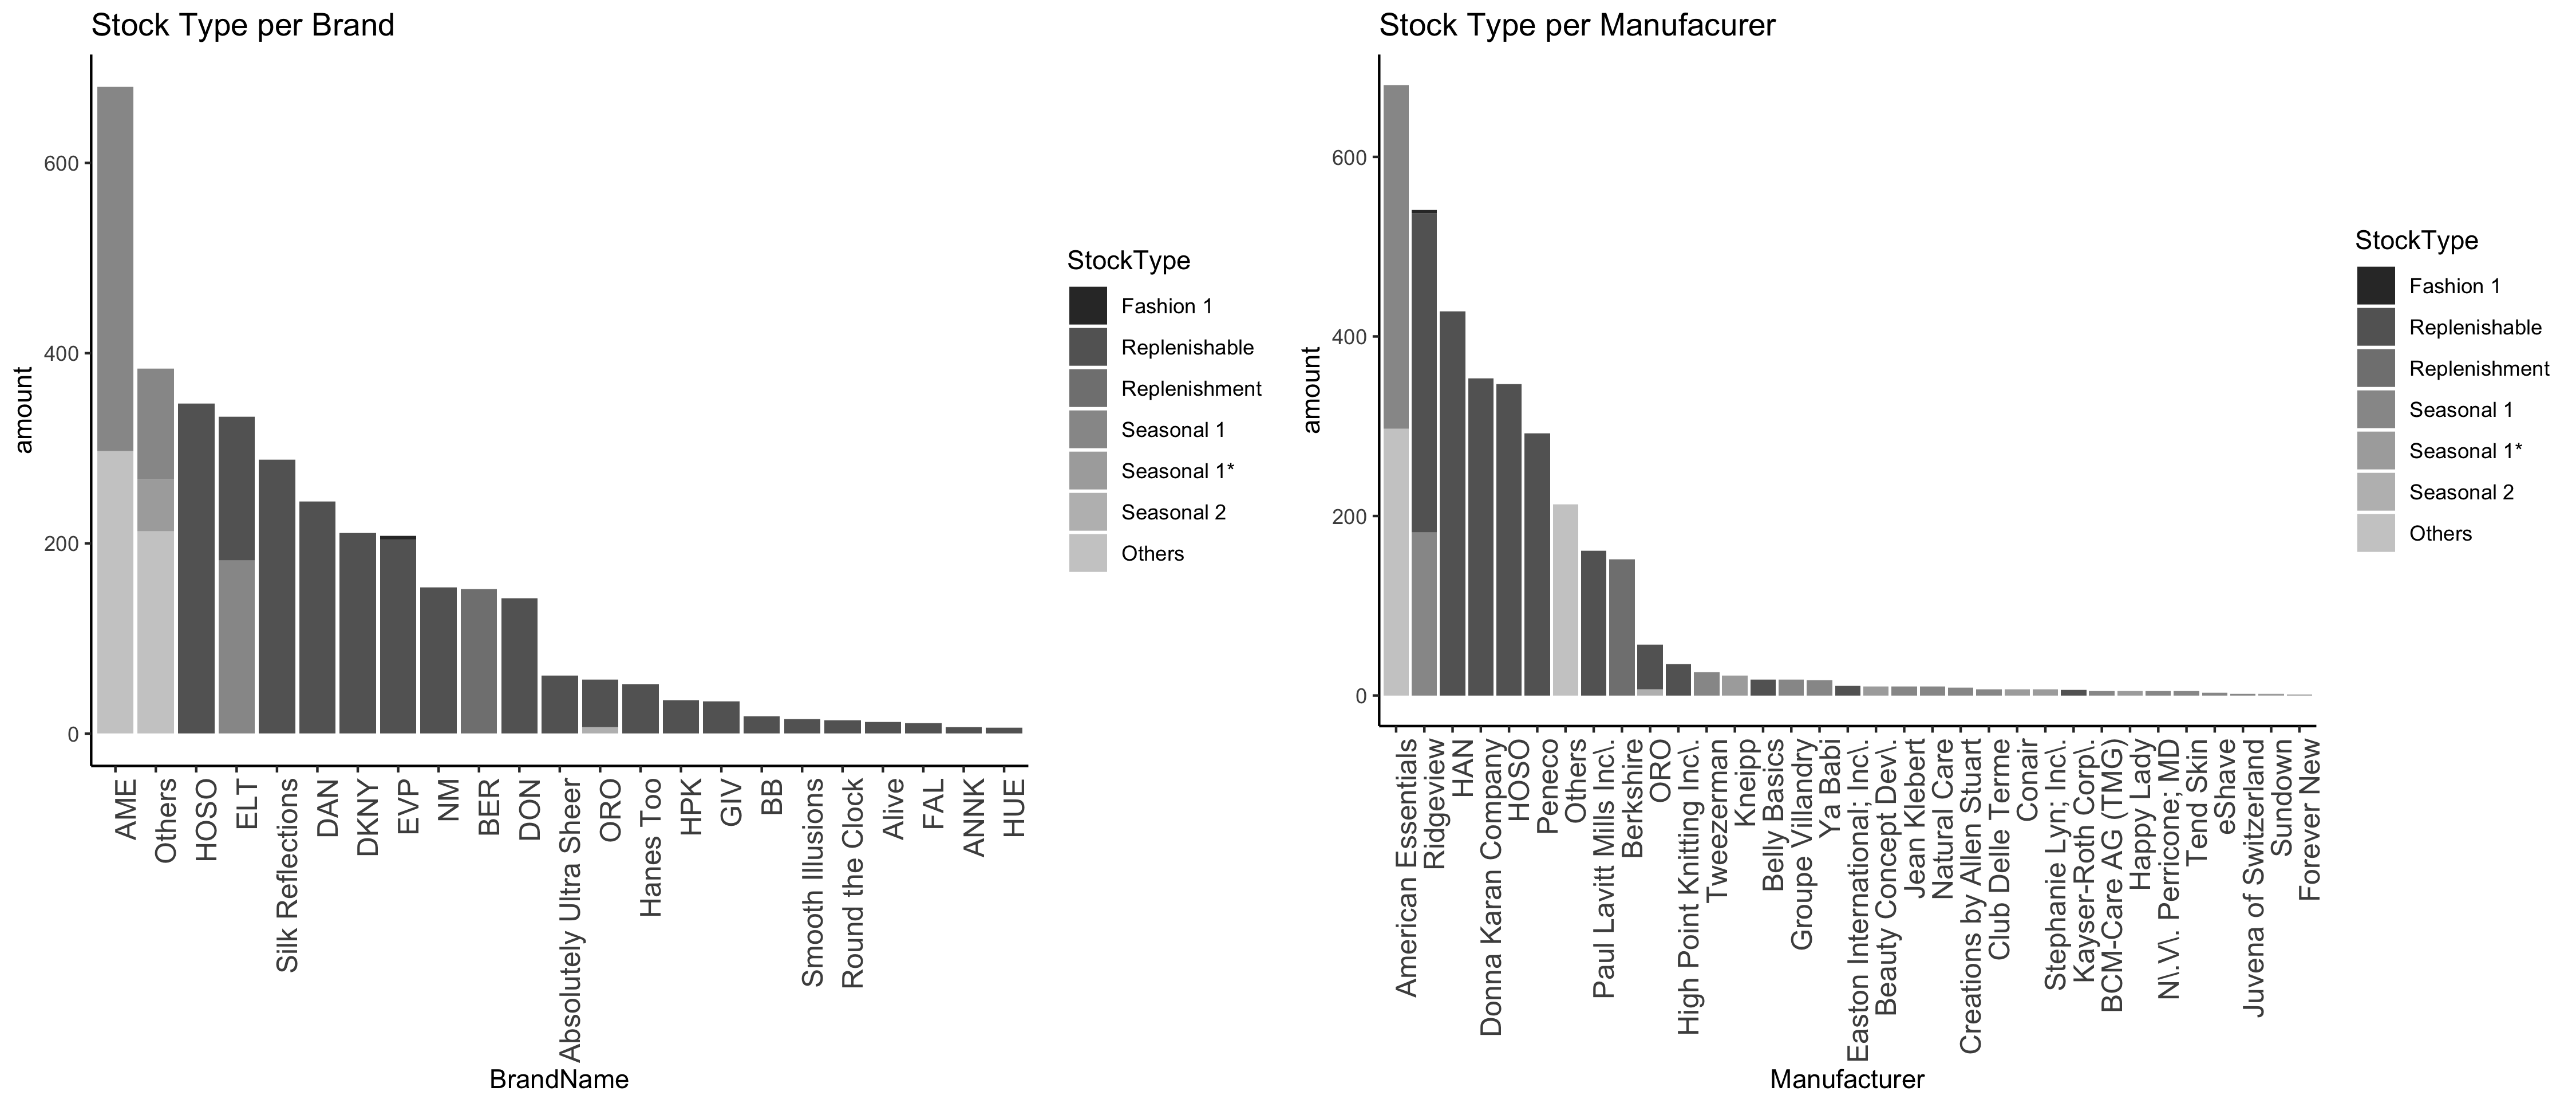 Stock Type per Brand
amount
600
400
200
0
AME
Others
HOSO
ELT
Silk Reflections
DAN
DKNY
EVP
NM
BER
DON
Absolutely Ultra Sheer
ORO
Hanes Too
HPK
GIV
BB
Smooth Illusions
Round the Clock
Alive
FAL
ANNK
HUE
BrandName
StockType
Fashion 1
Replenishable
Replenishment
Seasonal 1
Seasonal 1*
Seasonal 2
Others
Stock Type per Manufacurer
amount
600
400
200
0
American Essentials
Ridgeview
HAN
Donna Karan Company
HOSO
Peneco
Others
Paul Lavitt Mills Inc\.
Berkshire
ORO
High Point Knitting Inc\.
Tweezerman
Kneipp
Belly Basics
Groupe Villandry
Ya Babi
Easton International; Inc\.
Beauty Concept Dev\.
Jean Klebert
Natural Care
Creations by Allen Stuart
Club Delle Terme
Conair
Stephanie Lyn; Inc\.
Kayser-Roth Corp\.
BCM-Care AG (TMG)
Happy Lady
N\.V\. Perricone; MD
Tend Skin
eShave
Juvena of Switzerland
Sundown
Forever New
Manufacturer
StockType
Fashion 1
Replenishable
Replenishment
Seasonal 1
Seasonal 1*
Seasonal 2
Others